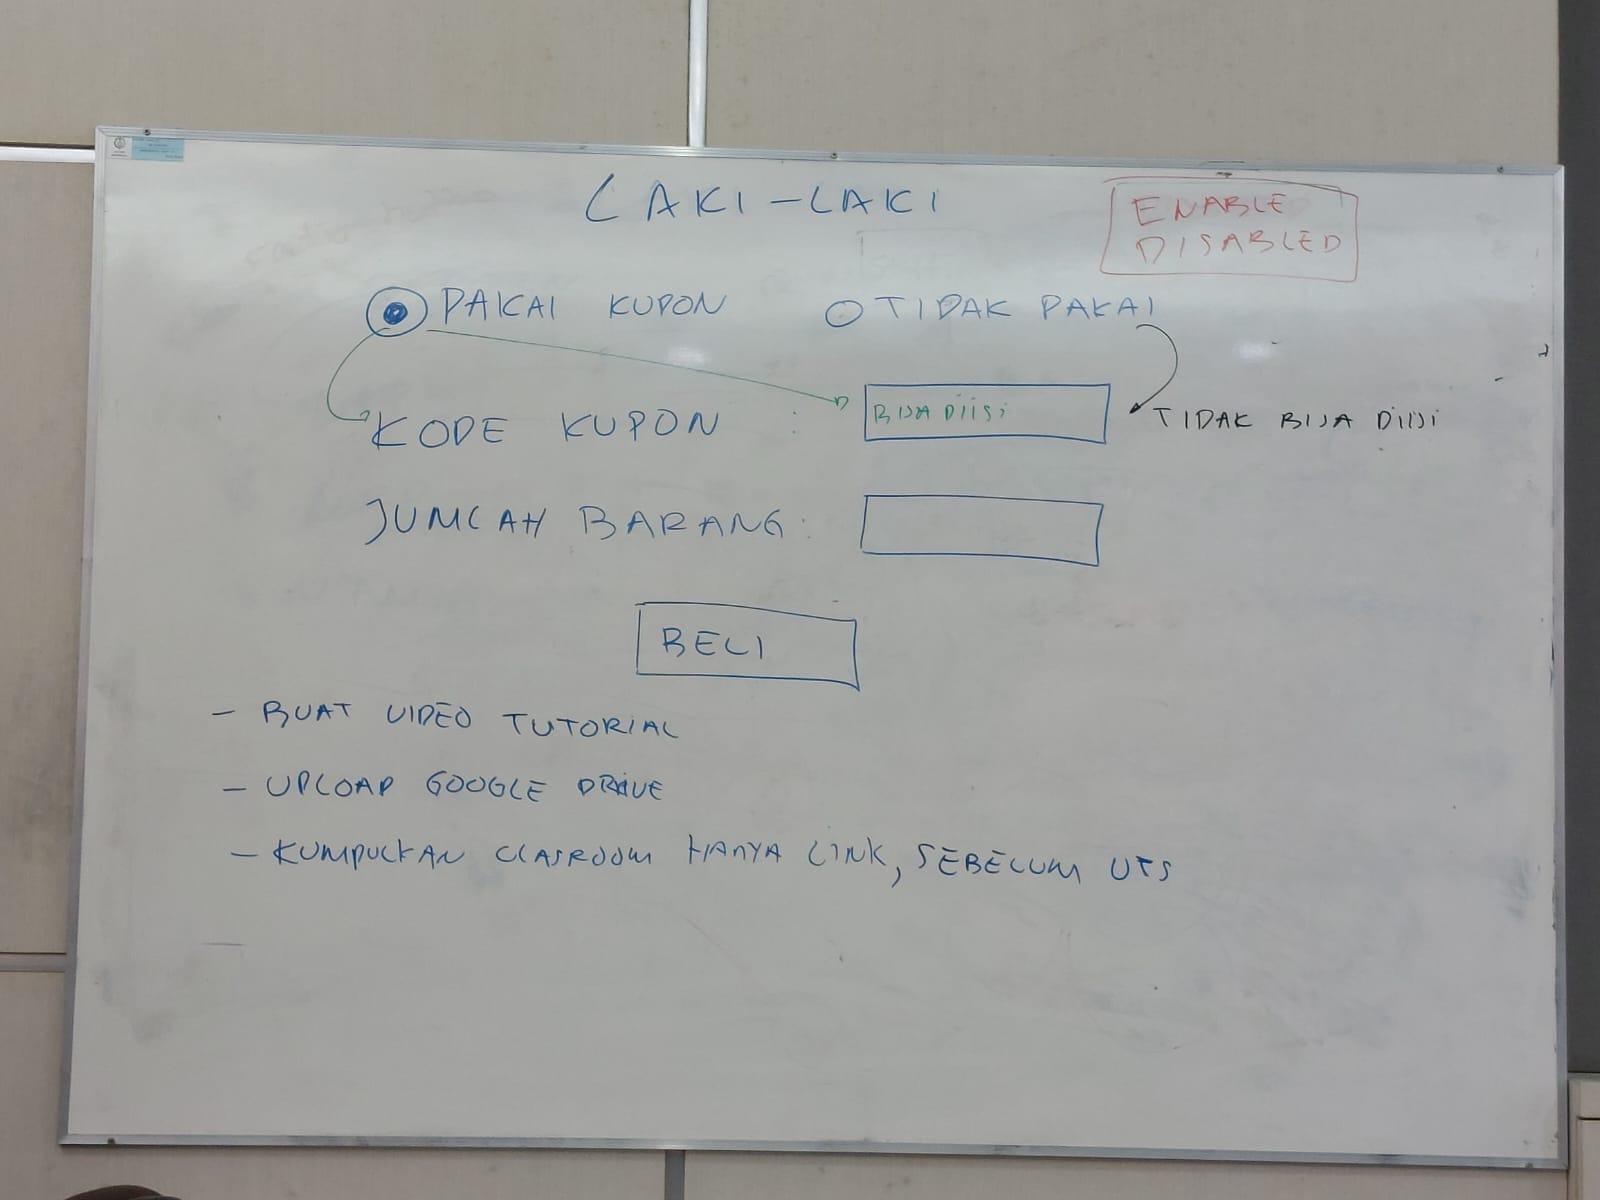 LAKI-LAKI
ENABLE
DISABLED
PAKAI KUPON
TIDAK PAKAI
KODE KUPON :
BISA DIISI
TIDAK BISA DIISI
JUMLAH BARANG :
BELI
- BUAT VIDEO TUTORIAL
- UPLOAD GOOGLE DRIVE
- KUMPULKAN CLASROOM HANYA LINK, SEBELUM UTS